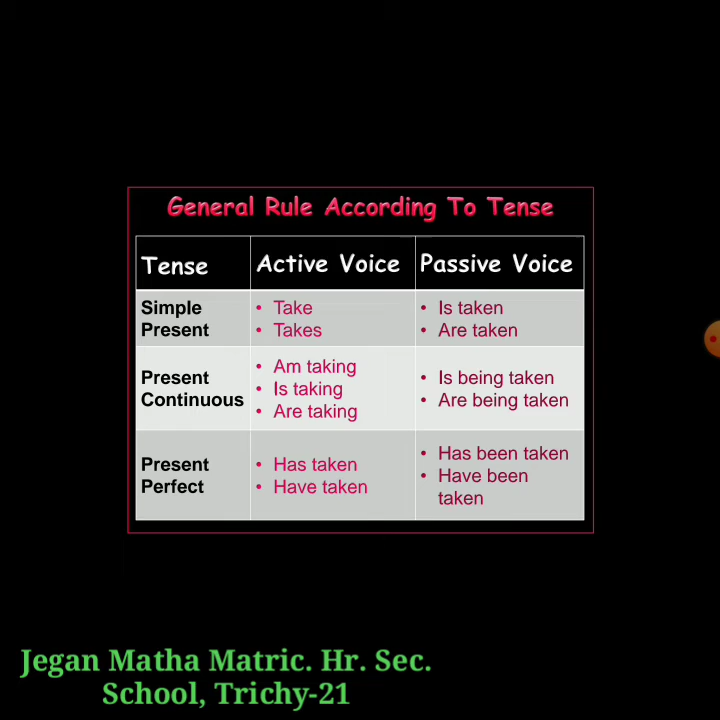 General Rule According To Tense
Tense
Active Voice
Passive Voice
Simple
Present
• Take
• Takes
• Is taken
• Are taken
Present
Continuous
• Am taking
• Is taking
• Are taking
• Is being taken
• Are being taken
Present
Perfect
• Has taken
• Have taken
• Has been taken
• Have been
taken
Jegan Matha Matric. Hr. Sec.
School, Trichy-21